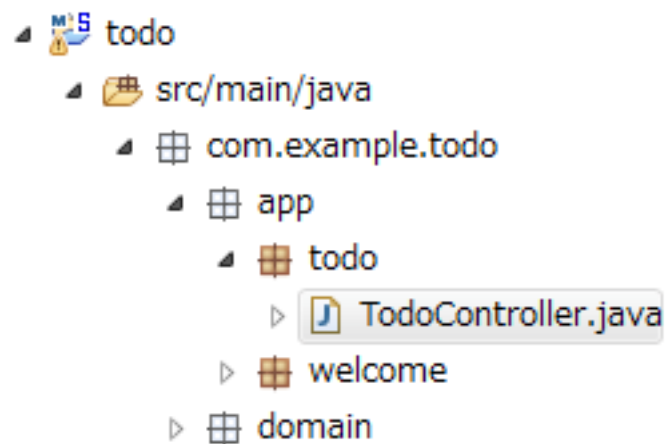 todo
src/main/java
com.example.todo
app
todo
TodoController.java
welcome
domain